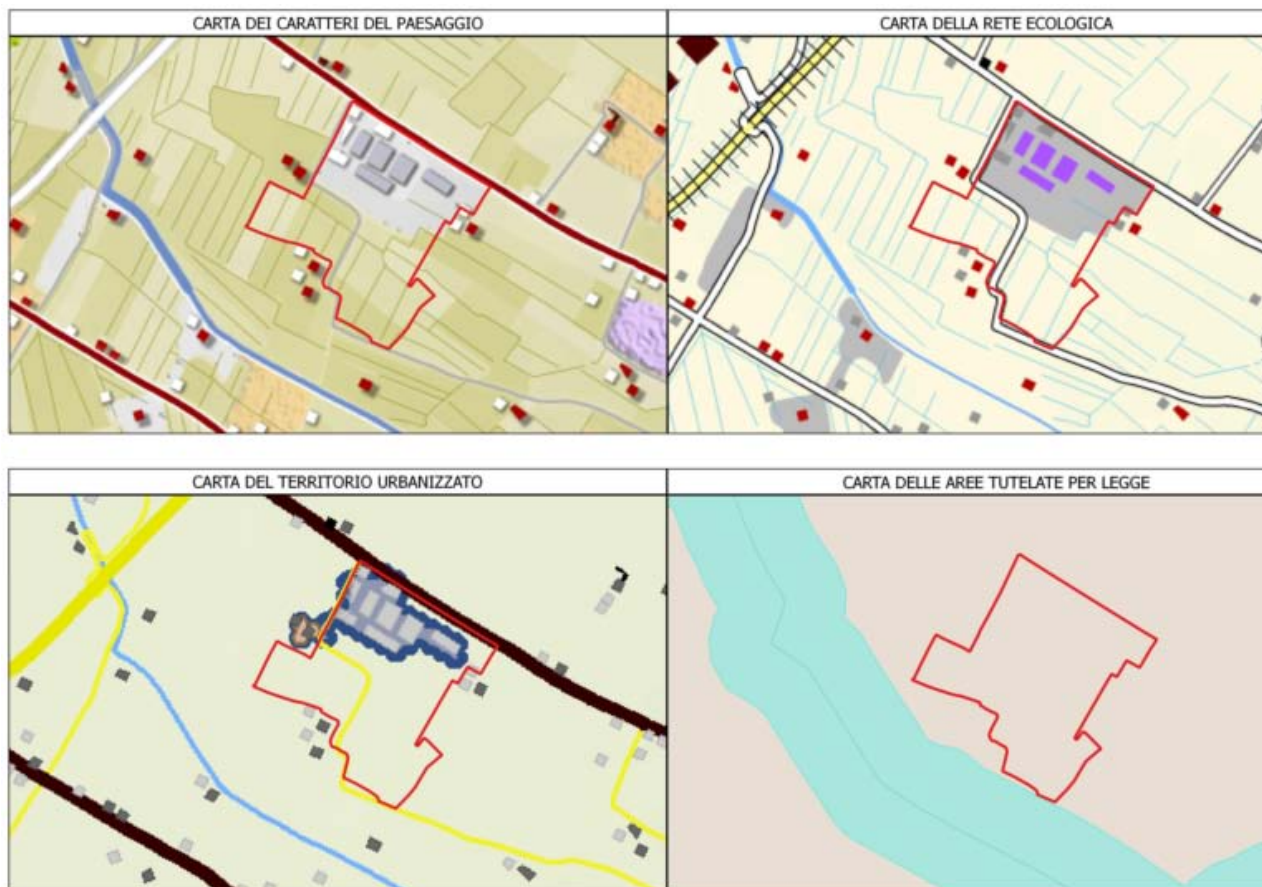 CARTA DEI CARATTERI DEL PAESAGGIO
CARTA DELLA RETE ECOLOGICA
CARTA DEL TERRITORIO URBANIZZATO
CARTA DELLE AREE TUTELATE PER LEGGE